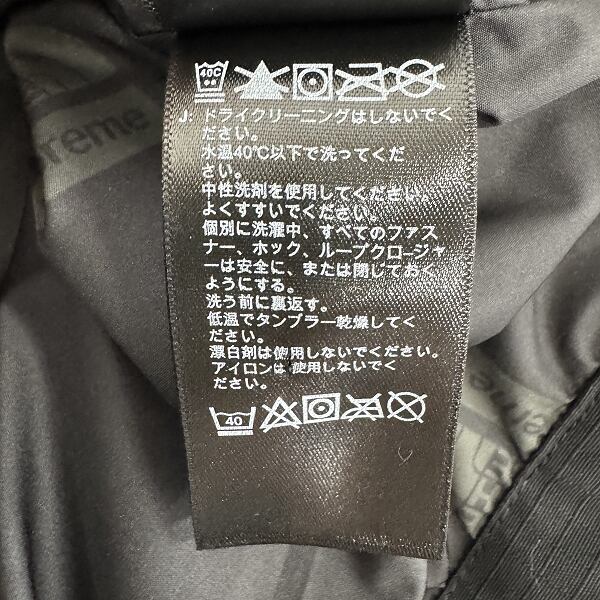 40C
J: ドライクリーニングはしないでく
ださい。
水温40℃以下で洗ってくだ
さい。
中性洗剤を使用してください。
よくすすいでください。
個別に洗濯中、すべてのファス
ナー、ホック、ループクロージャ
ーは安全に、または閉じておく
ようにする。
洗う前に裏返す。
低温でタンブラー乾燥してく
ださい。
漂白剤は使用しないでください。
アイロンは使用しないでく
ださい。
40
preme